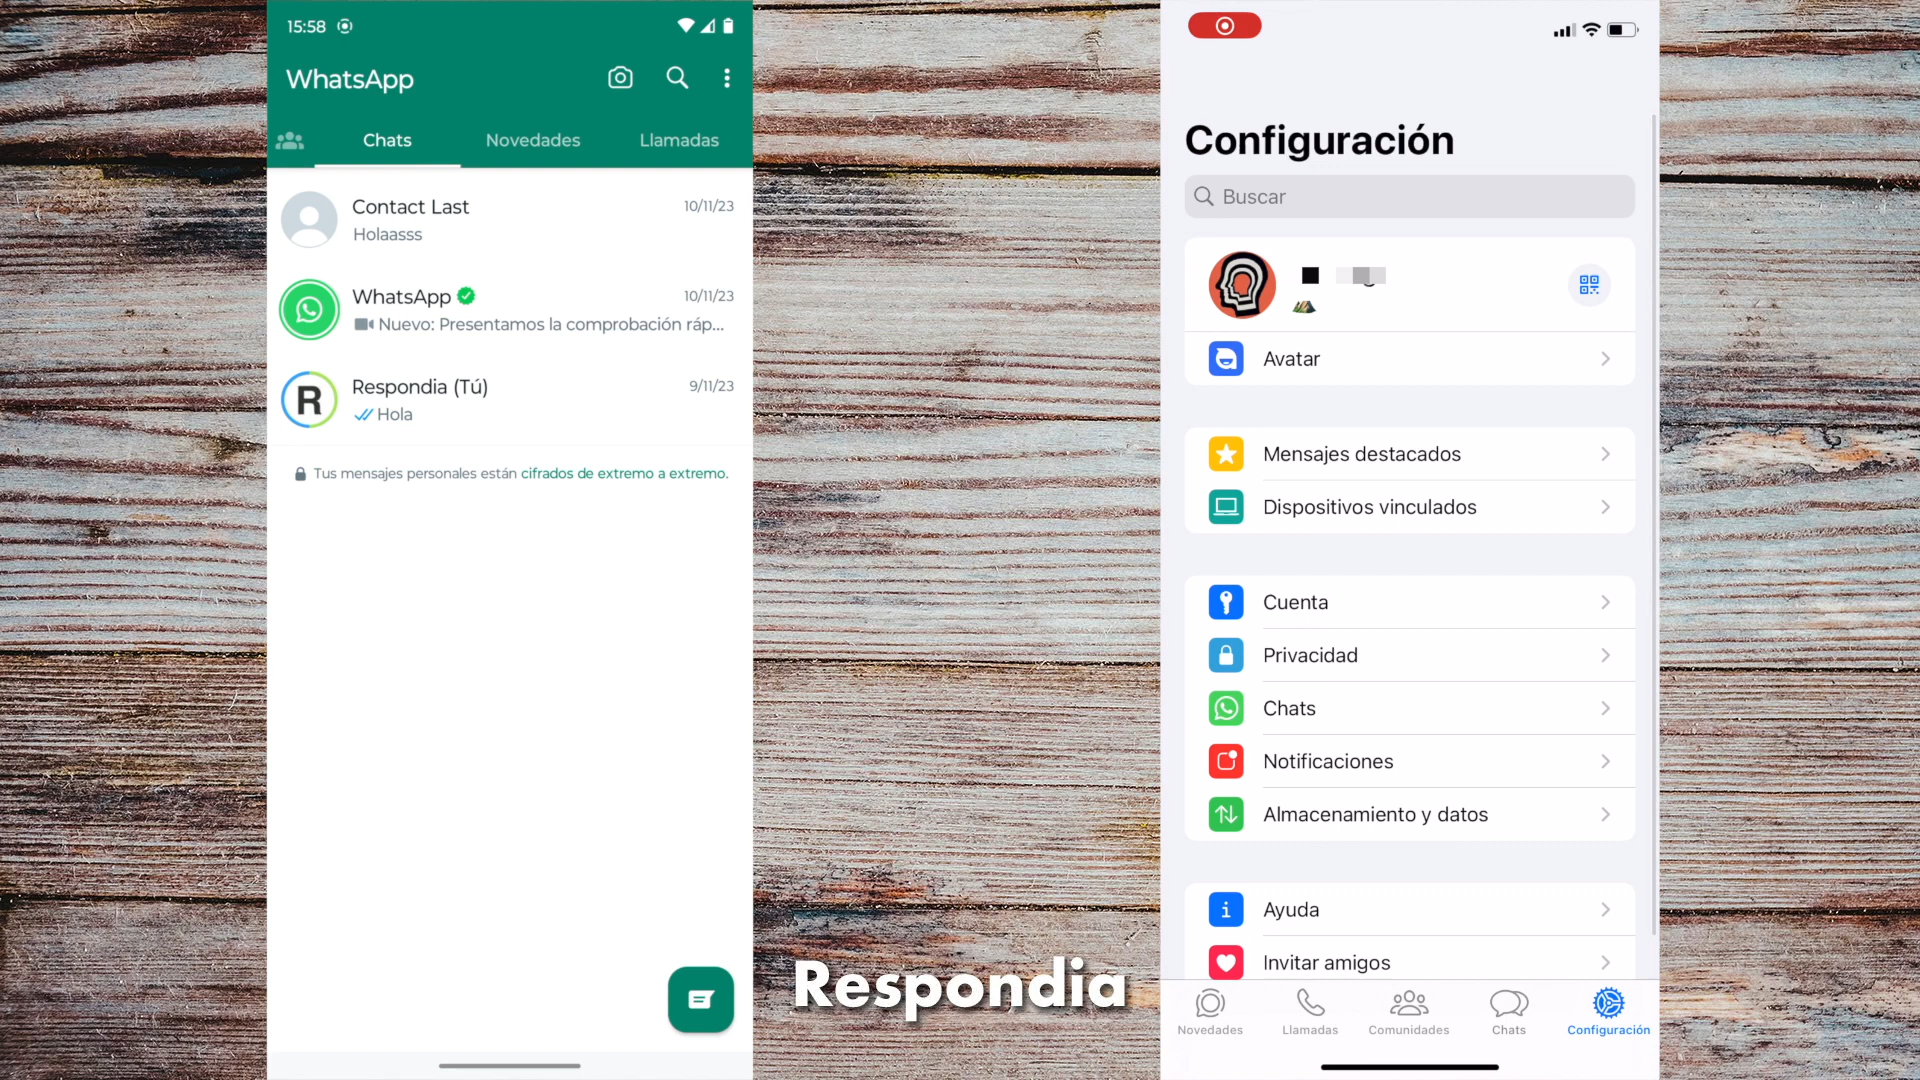 15:58
WhatsApp
Chats
Novedades
Llamadas
Contact Last
10/11/23
Holaasss
WhatsApp
10/11/23
Nuevo: Presentamos la comprobación ráp...
R
Respondia (Tú)
9/11/23
Hola
Tus mensajes personales están cifrados de extremo a extremo.
Respondia
Configuración
Buscar
Avatar
Mensajes destacados
Dispositivos vinculados
Cuenta
Privacidad
Chats
Notificaciones
Almacenamiento y datos
Ayuda
Invitar amigos
Novedades
Llamadas
Comunidades
Chats
Configuración